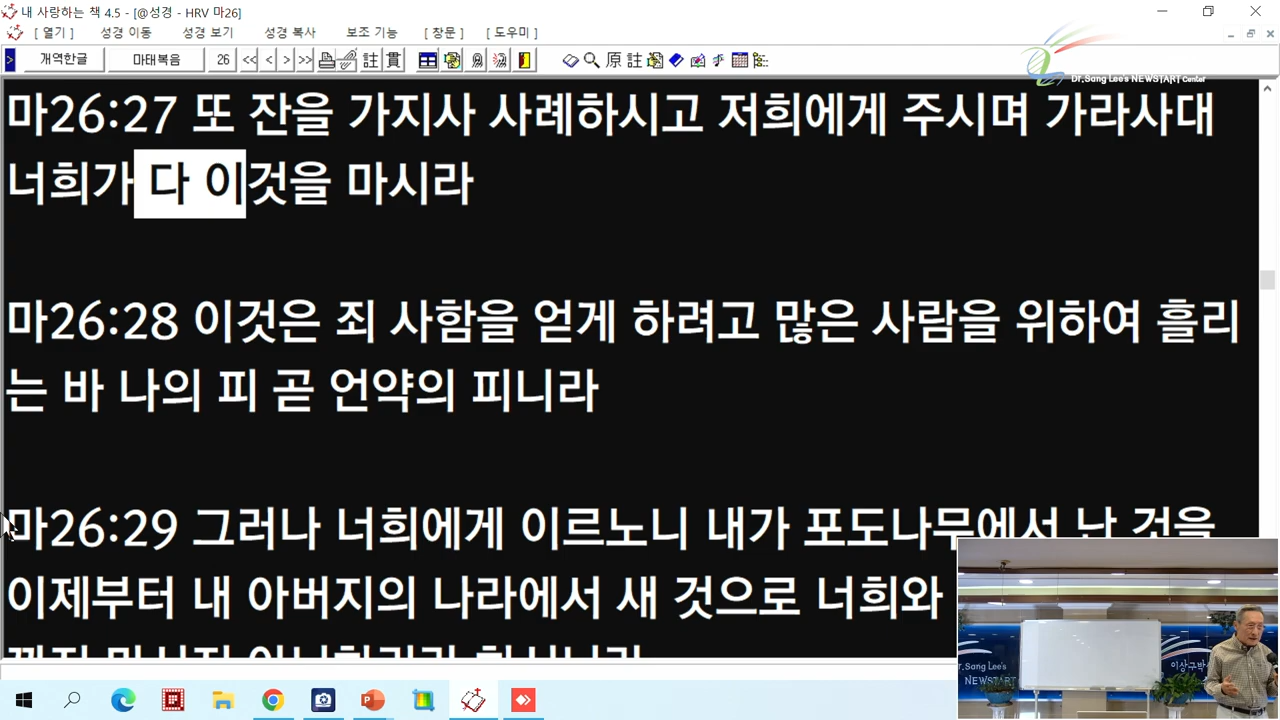 내 사랑하는 책 4.5 - [@성경 - HRV 마26]
[ 열기 ] 성경 이동 성경 보기 성경 복사 보조 기능 [ 창문 ] [ 도우미 ]
개역한글 마태복음 26 << < > >> 註 貫 原 註
Dr.Sang Lee's NEWSTART Center
마26:27 또 잔을 가지사 사례하시고 저희에게 주시며 가라사대
너희가 다 이것을 마시라
마26:28 이것은 죄 사함을 얻게 하려고 많은 사람을 위하여 흘리
는 바 나의 피 곧 언약의 피니라
마26:29 그러나 너희에게 이르노니 내가 포도나무에서 난 것을
이제부터 내 아버지의 나라에서 새 것으로 너희와
r.Sang Lee's
NEWSTART
이상구박